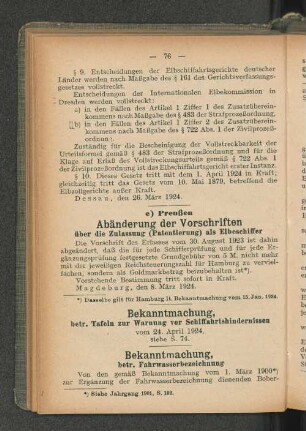 — 76 —
§ 9. Entscheidungen der Elbschiffahrtsgerichte deutscher
Länder werden nach Maßgabe des § 161 des Gerichtsverfassungs-
gesetzes vollstreckt.
Entscheidungen der Internationalen Elbekommission in
Dresden werden vollstreckt:
a) in den Fällen des Artikel 1 Ziffer 1 des Zusatzüberein-
kommens nach Maßgabe des § 483 der Strafprozeßordnung,
b) in den Fällen des Artikel 1 Ziffer 2 des Zusatzüberein-
kommens nach Maßgabe des § 722 Abs. 1 der Zivilprozeß-
ordnung:
Zuständig für die Bescheinigung der Vollstreckbarkeit der
Urteilsformel gemäß § 483 der Strafprozeßordnung und für die
Klage auf Erlaß des Vollstreckungsurteils gemäß § 722 Abs. 1
der Zivilprozeßordnung ist das Elbschiffahrtsgericht erster Instanz.
§ 10. Dieses Gesetz tritt mit dem 1. April 1924 in Kraft;
gleichzeitig tritt das Gesetz vom 10. Mai 1879, betreffend die
Elbzollgerichte außer Kraft.
Dessau, den 26. März 1924.
e) Preußen
Abänderung der Vorschriften
über die Zulassung (Patentierung) als Elbeschiffer
Die Vorschrift des Erlasses vom 30. August 1923 ist dahin
abgeändert, daß die für jede Schifferprüfung und für jede Er-
gänzungsprüfung festgesetzte Grundgebühr von 5 M. nicht mehr
mit der jeweiligen Reichsteuerungszahl für Hamburg zu vervielf-
fachen, sondern als Goldmarkbetrag beizubehalten ist*).
Vorstehende Bestimmung tritt sofort in Kraft.
Magdeburg, den 8. März 1924.
*) Dasselbe gilt für Hamburg lt. Bekanntmachung vom 15. Jan. 1924.
Bekanntmachung,
betr. Tafeln zur Warnung vor Schiffahrtshindernissen
vom 24. April 1924.
siehe S. 74.
Bekanntmachung,
betr. Fahrwasserbezeichnung
Von den gemäß Bekanntmachung vom 1. März 1900*)
zur Ergänzung der Fahrwasserbezeichnung dienenden Bober-
*) Siehe Jahrgang 1901, S.